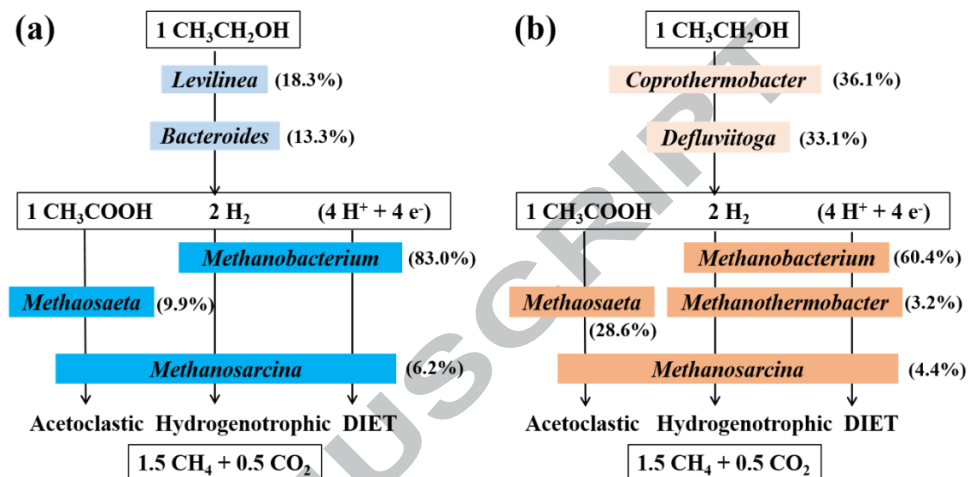 (a)
1 CH₃CH₂OH
Levilinea (18.3%)
Bacteroides (13.3%)
1 CH₃COOH 2 H₂ (4 H⁺ + 4 e⁻)
Methanobacterium (83.0%)
Methaosaeta (9.9%)
Methanosarcina (6.2%)
Acetoclastic Hydrogenotrophic DIET
1.5 CH₄ + 0.5 CO₂
(b)
1 CH₃CH₂OH
Coprothermobacter (36.1%)
Defluviitoga (33.1%)
1 CH₃COOH 2 H₂ (4 H⁺ + 4 e⁻)
Methanobacterium (60.4%)
Methaosaeta Methanothermobacter (3.2%)
(28.6%)
Methanosarcina (4.4%)
Acetoclastic Hydrogenotrophic DIET
1.5 CH₄ + 0.5 CO₂
USCRIPT